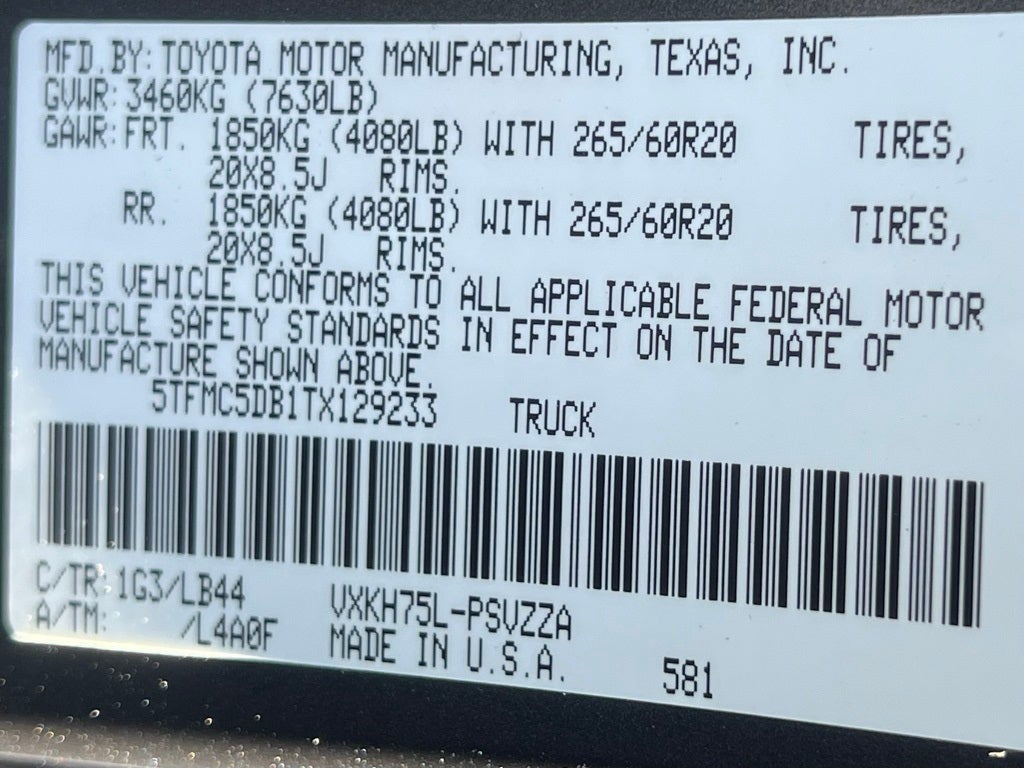 MFD.BY: TOYOTA MOTOR MANUFACTURING, TEXAS, INC.
GVWR: 3460KG (7630LB)
GAWR: FRT. 1850KG (4080LB) WITH 265/60R20 TIRES,
20X8.5J RIMS.
RR. 1850KG (4080LB) WITH 265/60R20 TIRES,
20X8.5J RIMS.
THIS VEHICLE CONFORMS TO ALL APPLICABLE FEDERAL MOTOR
VEHICLE SAFETY STANDARDS IN EFFECT ON THE DATE OF
MANUFACTURE SHOWN ABOVE.
5TFMC5DB1TX129233 TRUCK
C/TR: 1G3/LB44 VXKH75L-PSVZZA
A/TM: /L4A0F MADE IN U.S.A. 581